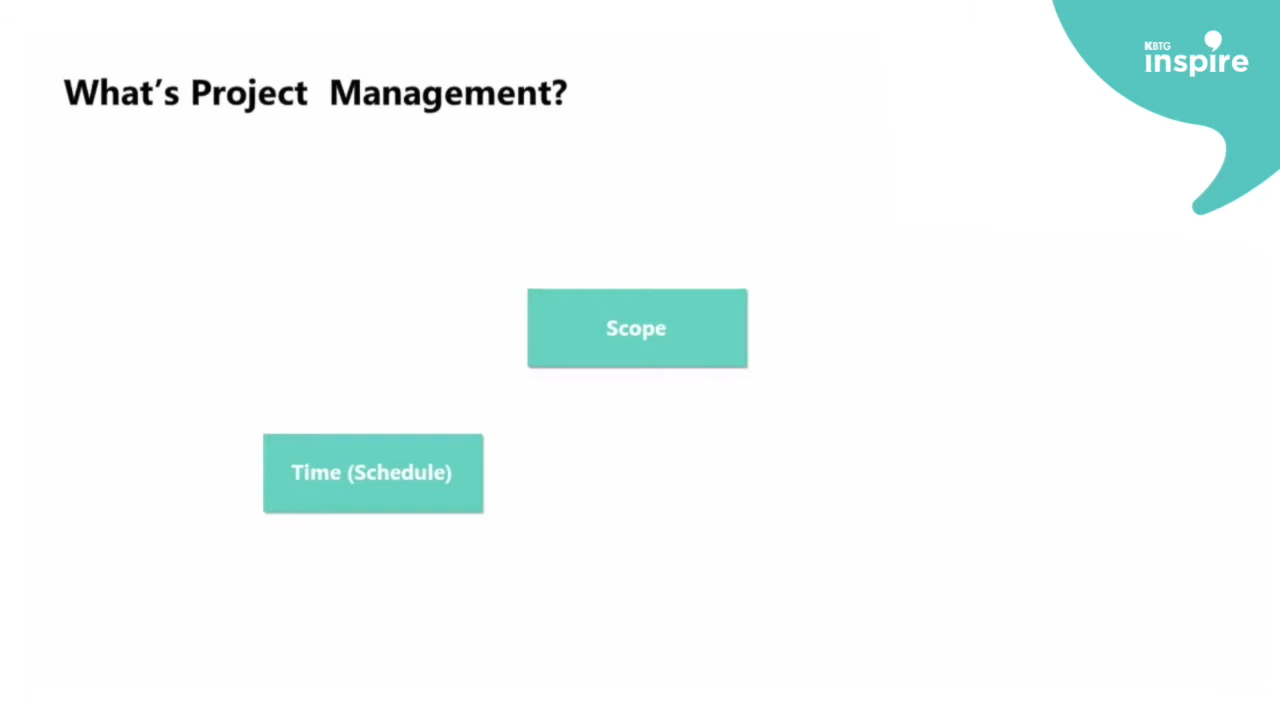 KBTG
inspire
What's Project  Management?
Scope
Time (Schedule)